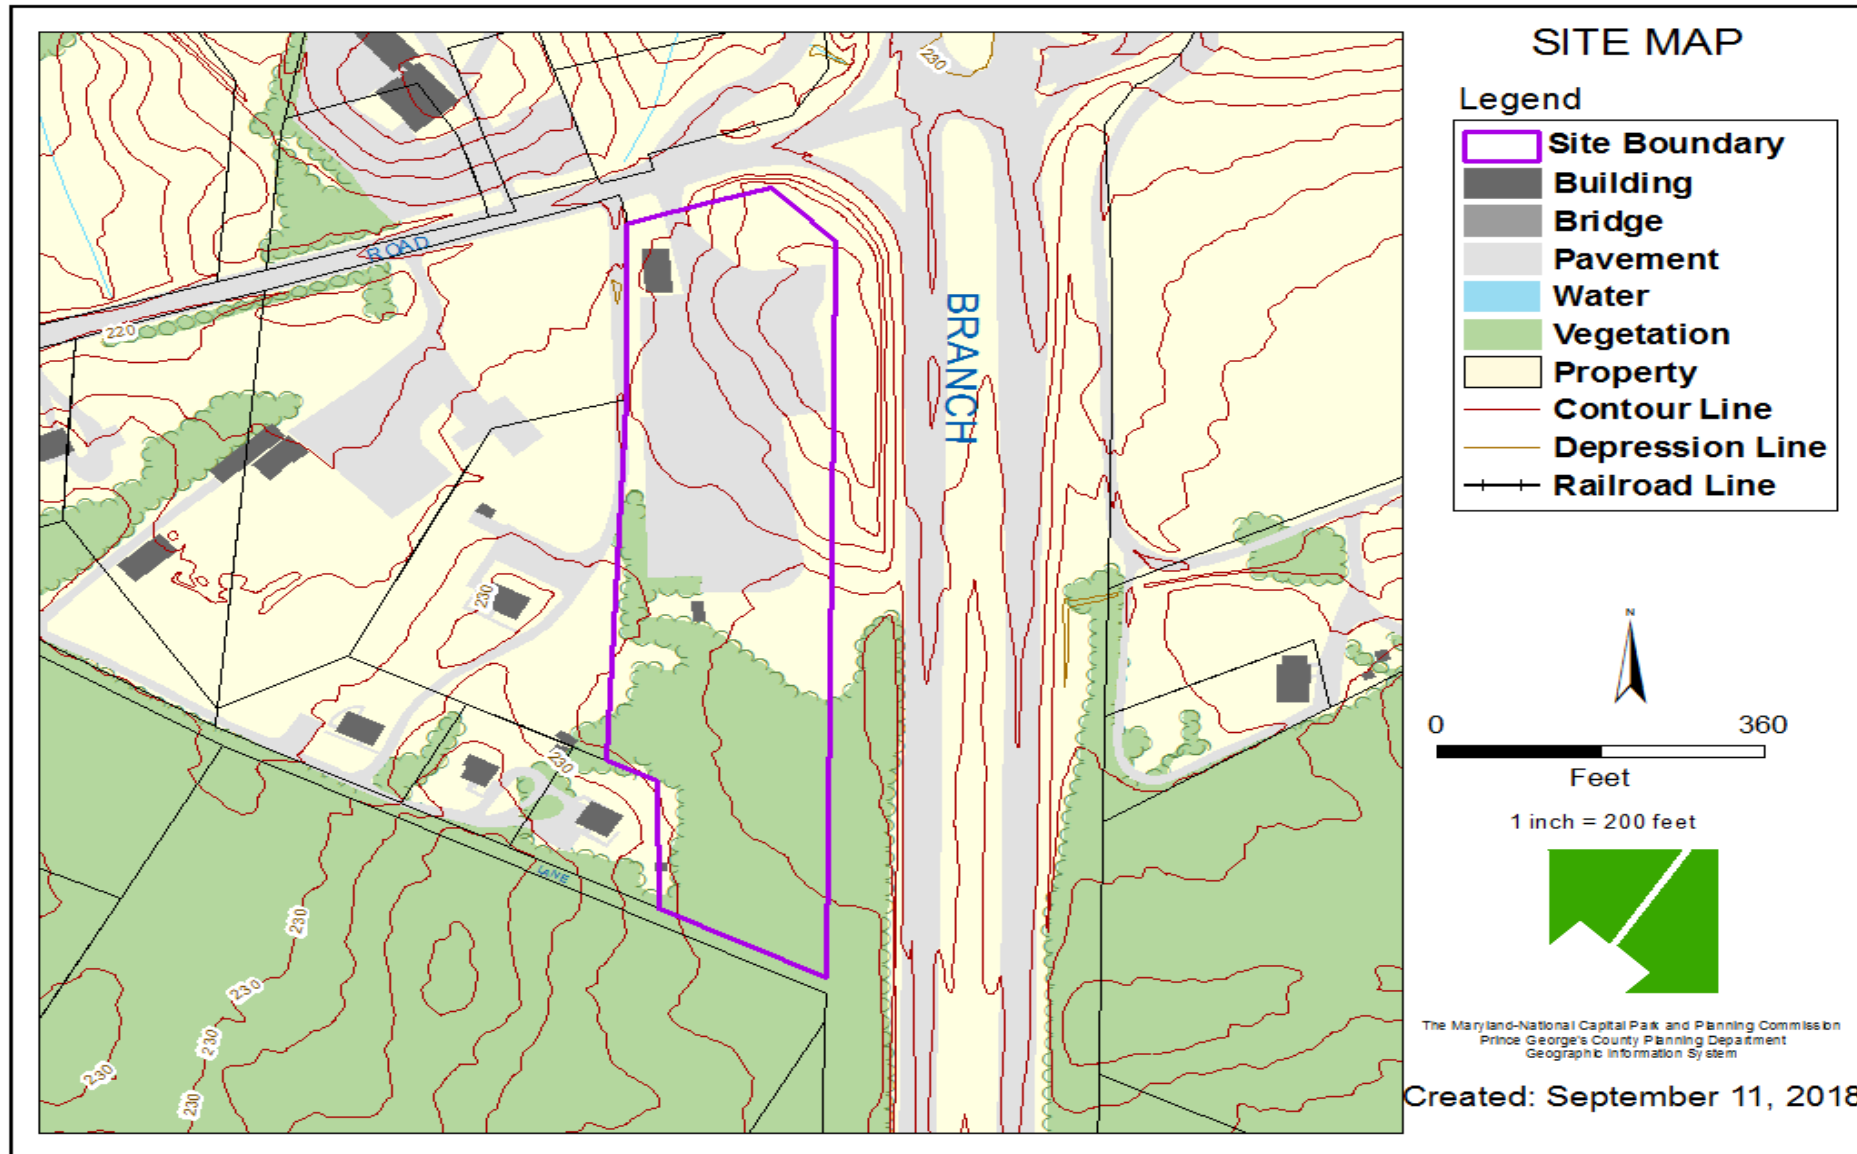 SITE MAP
Legend
Site Boundary
Building
Bridge
Pavement
Water
Vegetation
Property
Contour Line
Depression Line
Railroad Line
230
ROAD
220
BRANCH
230
230
LANE
230
230
230
230
230
N
0 360
Feet
1 inch = 200 feet
The Maryland-National Capital Park and Planning Commission
Prince George's County Planning Department
Geographic Information System
Created: September 11, 2018